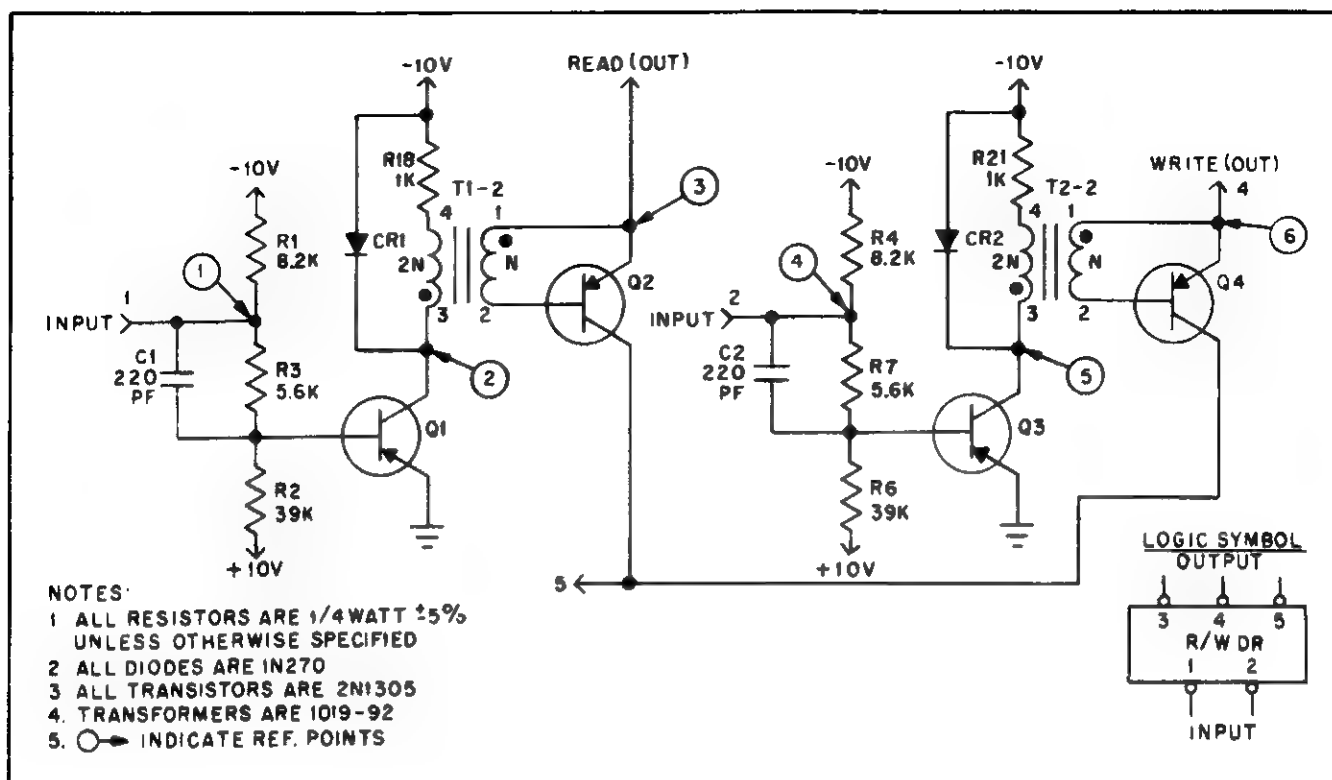 -10V
READ (OUT)
-10V
R18
1K
T1-2
4
1
3
-10V
R1
8.2K
CR1
2N
N
Q2
1
1
INPUT
3
2
2
C1
220
PF
R3
5.6K
Q1
R2
39K
+10V
-10V
R21
1K
T2-2
WRITE (OUT)
4
4
1
6
-10V
R4
8.2K
CR2
2N
N
Q4
4
2
INPUT
3
2
5
C2
220
PF
R7
5.6K
Q3
R6
39K
+10V
5
NOTES:
1 ALL RESISTORS ARE 1/4 WATT ±5%
UNLESS OTHERWISE SPECIFIED
2 ALL DIODES ARE 1N270
3 ALL TRANSISTORS ARE 2N1305
4. TRANSFORMERS ARE 1019-92
5. INDICATE REF. POINTS
LOGIC SYMBOL
OUTPUT
3 4 5
R/W DR
1 2
INPUT